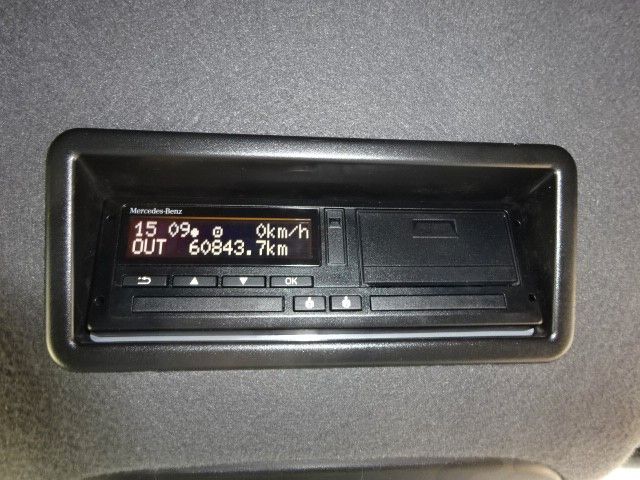 Mercedes-Benz
15 09● 0km/h
OUT 60843.7km
OK